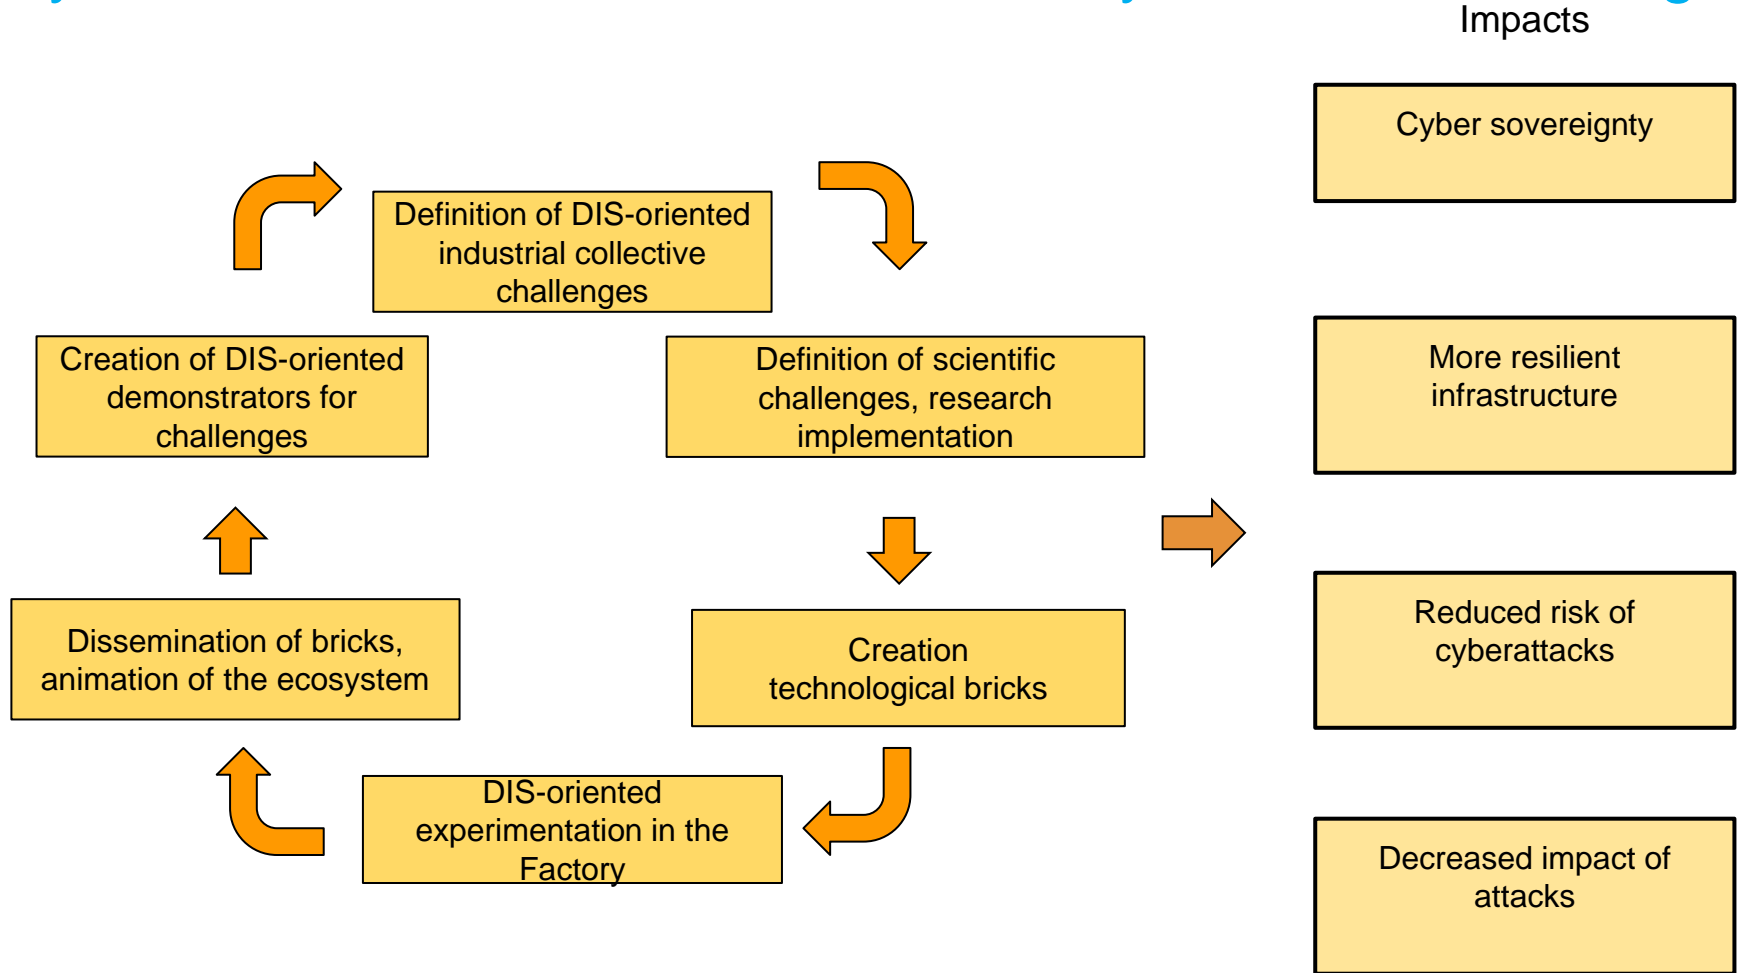 Impacts
Cyber sovereignty
Definition of DIS-oriented
industrial collective
challenges
Creation of DIS-oriented
demonstrators for
challenges
Definition of scientific
challenges, research
implementation
More resilient
infrastructure
Dissemination of bricks,
animation of the ecosystem
Creation
technological bricks
Reduced risk of
cyberattacks
DIS-oriented
experimentation in the
Factory
Decreased impact of
attacks